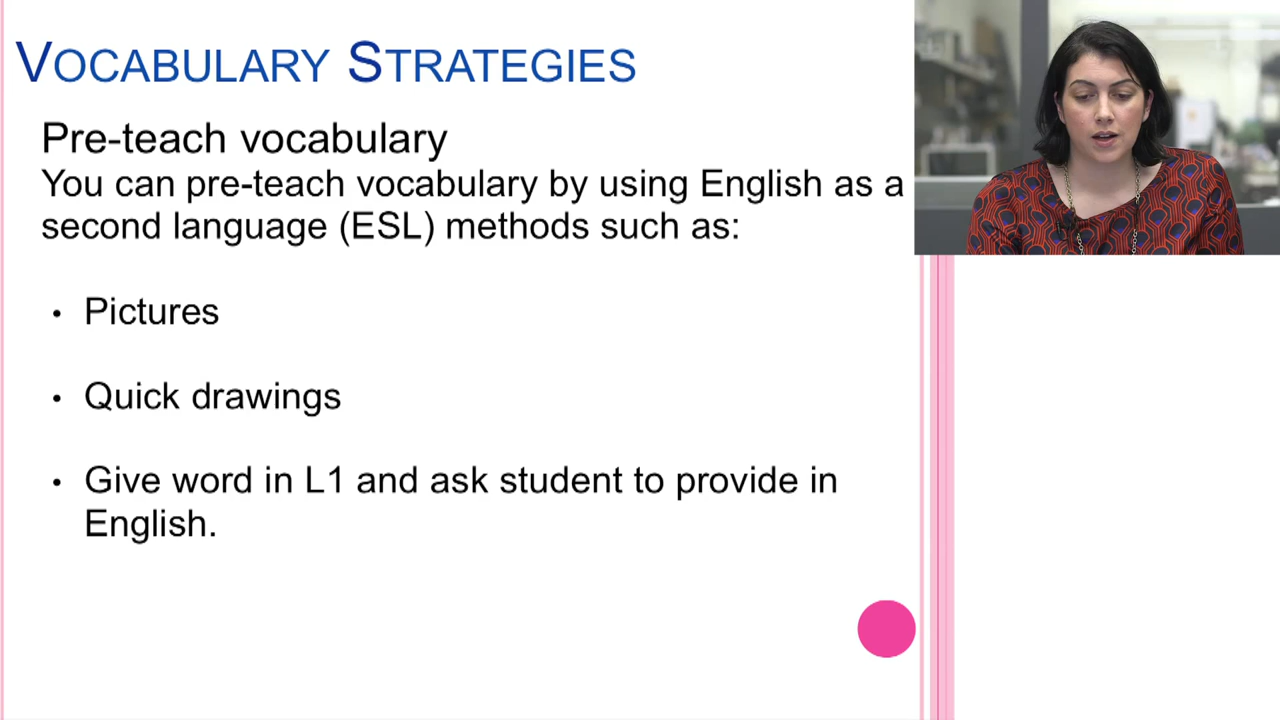 VOCABULARY STRATEGIES
Pre-teach vocabulary
You can pre-teach vocabulary by using English as a
second language (ESL) methods such as:
• Pictures
• Quick drawings
• Give word in L1 and ask student to provide in
English.